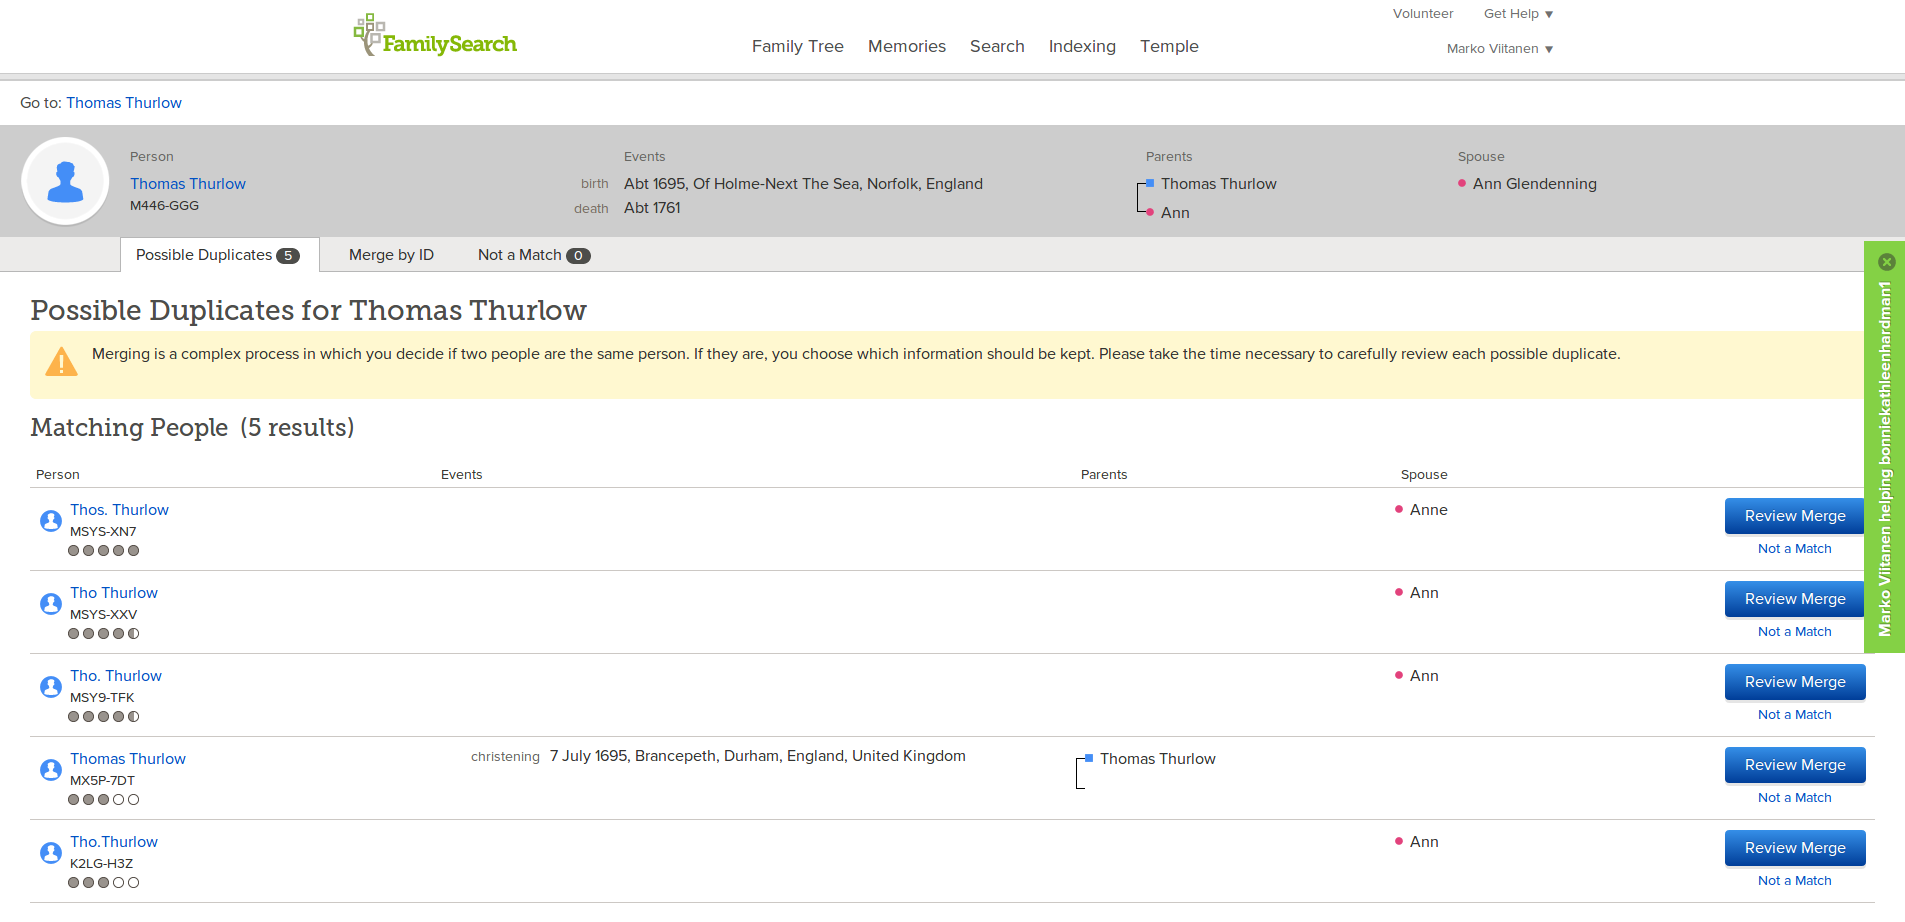 Volunteer
Get Help ▼
FamilySearch
Family Tree
Memories
Search
Indexing
Temple
Marko Viitanen ▼
Go to: Thomas Thurlow
Person
Events
Parents
Spouse
Thomas Thurlow
birth
Abt 1695, Of Holme-Next The Sea, Norfolk, England
Thomas Thurlow
Ann Glendenning
M446-GGG
death
Abt 1761
Ann
Possible Duplicates 5
Merge by ID
Not a Match 0
Possible Duplicates for Thomas Thurlow
Merging is a complex process in which you decide if two people are the same person. If they are, you choose which information should be kept. Please take the time necessary to carefully review each possible duplicate.
Matching People (5 results)
Person
Events
Parents
Spouse
Thos. Thurlow
MSYS-XN7
Anne
Review Merge
Not a Match
Tho Thurlow
MSYS-XXV
Ann
Review Merge
Not a Match
Tho. Thurlow
MSY9-TFK
Ann
Review Merge
Not a Match
Thomas Thurlow
MX5P-7DT
christening
7 July 1695, Brancepeth, Durham, England, United Kingdom
Thomas Thurlow
Review Merge
Not a Match
Tho.Thurlow
K2LG-H3Z
Ann
Review Merge
Not a Match
Marko Viitanen helping bonniekathleenhardman1